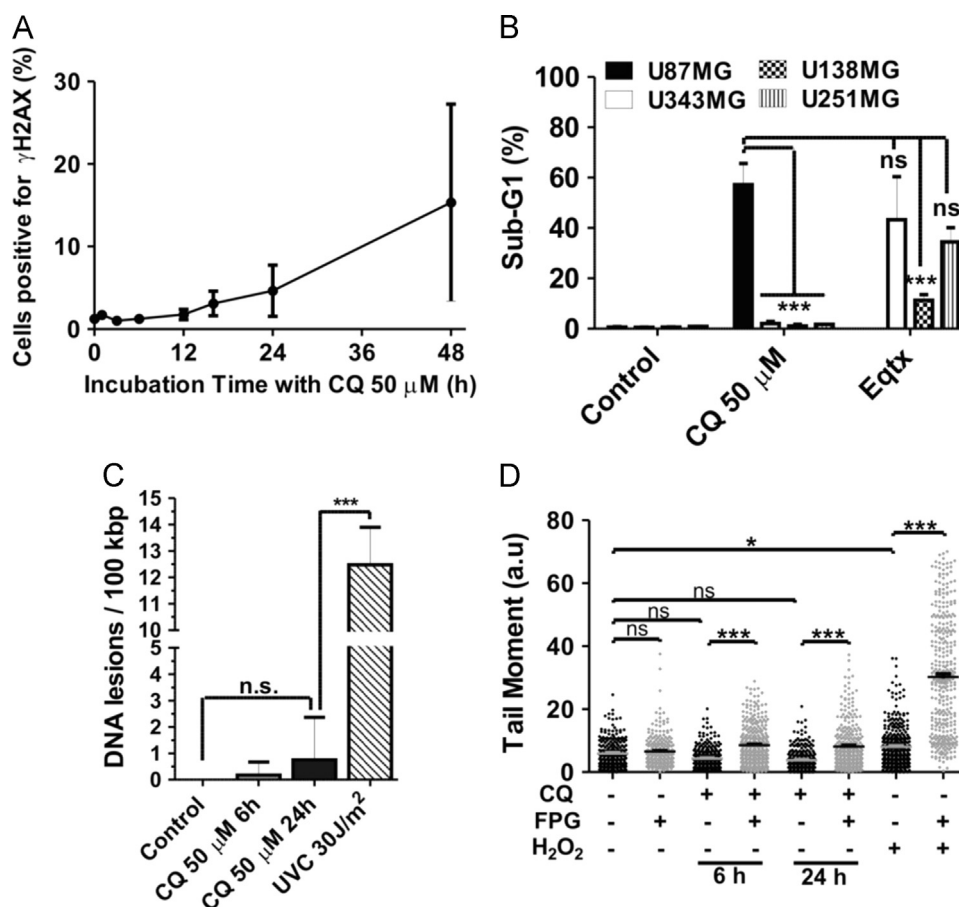 A
Cells positive for γH2AX (%)
30
20
10
0
0 12 24 36 48
Incubation Time with CQ 50 μM (h)
B
Sub-G1 (%)
100
80
60
40
20
0
U87MG U138MG
U343MG U251MG
ns
ns
***
***
Control
CQ 50 μM
Eqtx
C
DNA lesions / 100 kbp
15
14
13
12
11
10
5
4
3
2
1
0
***
n.s.
Control
CQ 50 μM 6h
CQ 50 μM 24h
UVC 30J/m²
D
Tail Moment (a.u)
80
60
40
20
0
***
*
ns
ns
ns
***
***
CQ - - + + + + - -
FPG - + - + - + - +
H₂O₂ - - - - - - + +
6 h 24 h